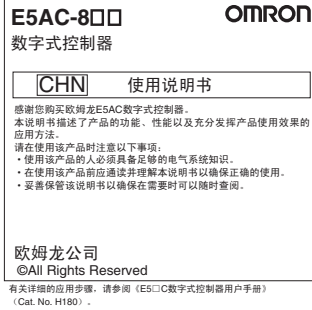 E5AC-8□□
OMRON
数字式控制器
CHN 使用说明书
感谢您购买欧姆龙E5AC数字式控制器。
本说明书描述了产品的功能、性能以及充分发挥产品使用效果的
应用方法。
请在使用该产品时注意以下事项：
・使用该产品的人必须具备足够的电气系统知识。
・在使用该产品前应通读并理解本说明书以确保正确的使用。
・妥善保管该说明书以确保在需要时可以随时查阅。
欧姆龙公司
©All Rights Reserved
有关详细的应用步骤，请参阅《E5□C数字式控制器用户手册》
（Cat. No. H180）。